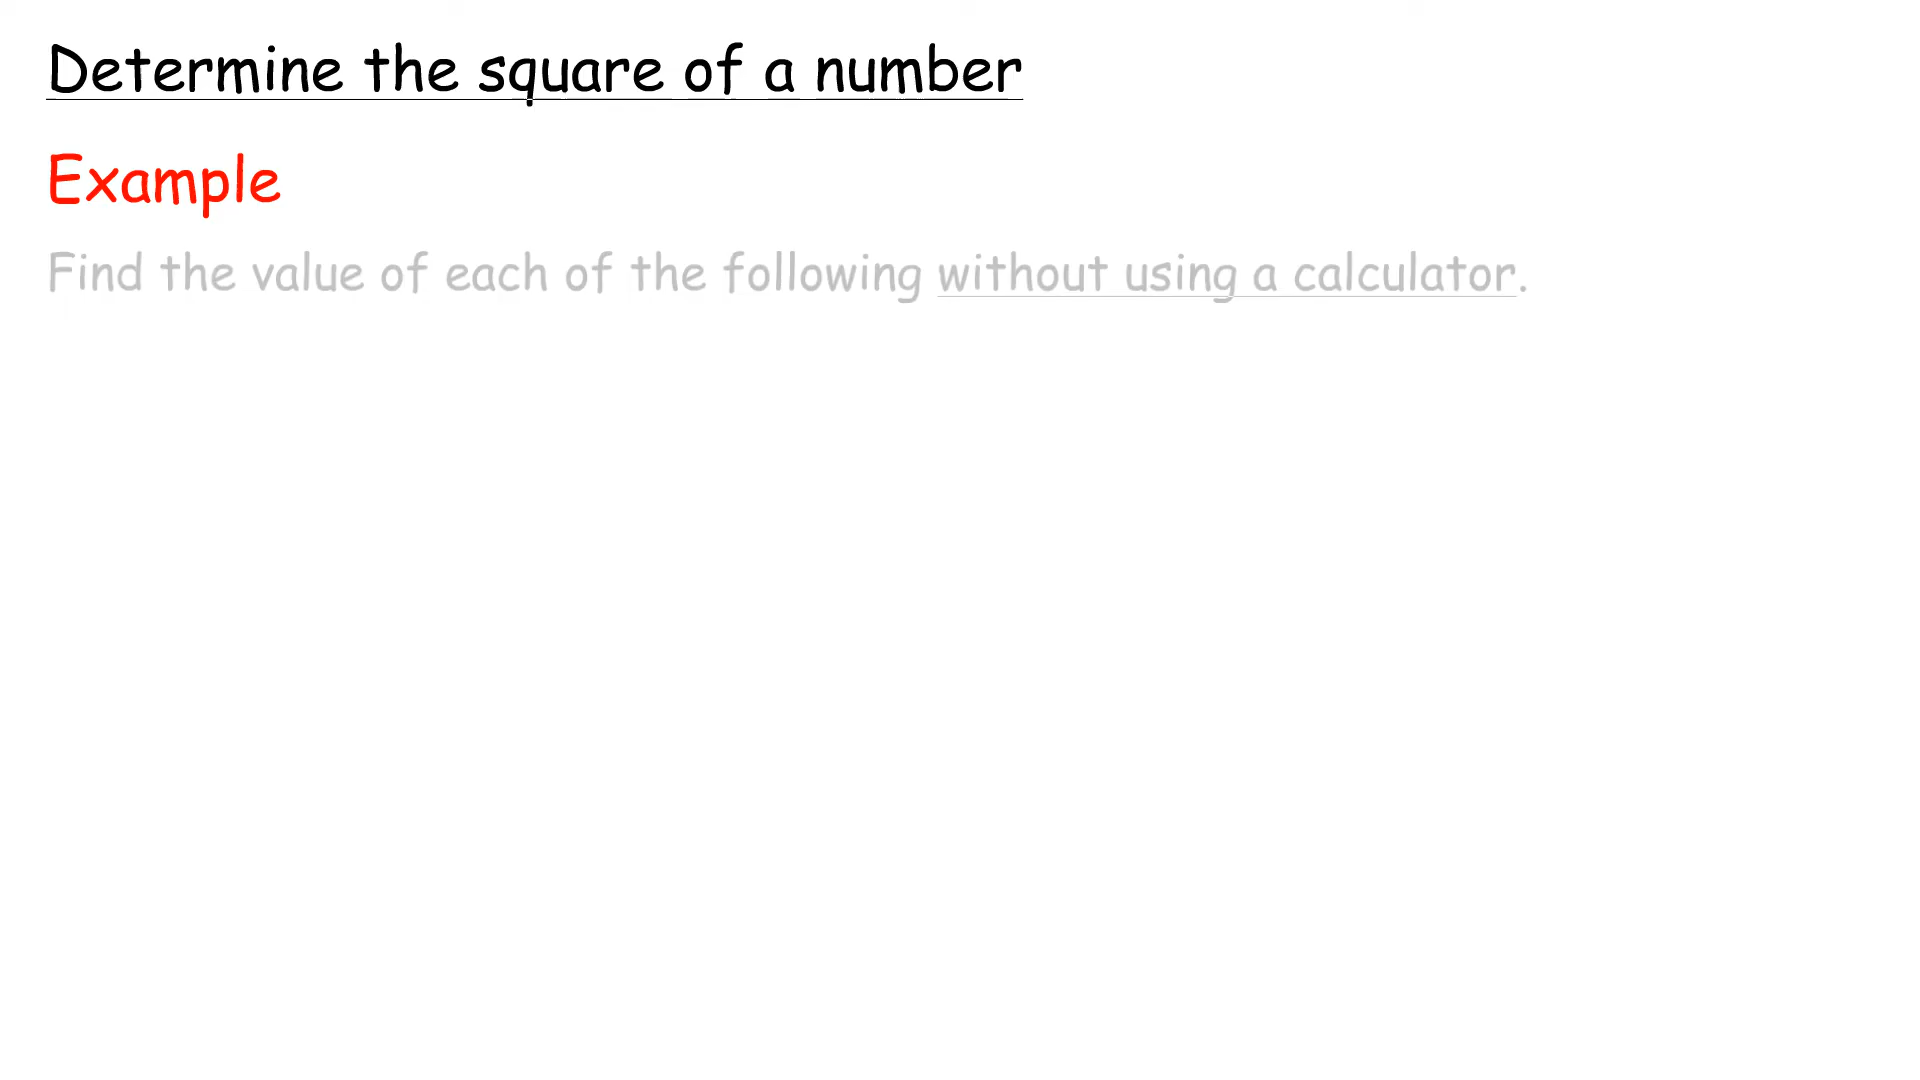 Determine the square of a number
Example
Find the value of each of the following without using a calculator.